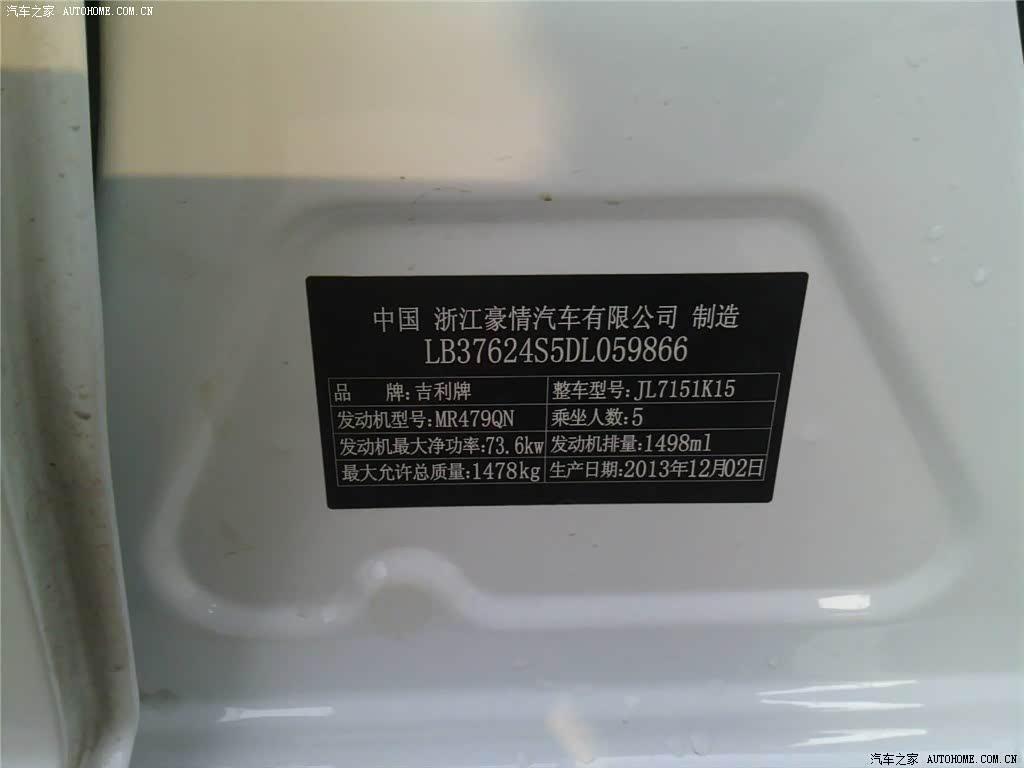 汽车之家 AUTOHOME.COM.CN
中国 浙江豪情汽车有限公司 制造
LB37624S5DL059866
品 牌:吉利牌 整车型号:JL7151K15
发动机型号:MR479QN 乘坐人数:5
发动机最大净功率:73.6kw 发动机排量:1498ml
最大允许总质量:1478kg 生产日期:2013年12月02日
汽车之家 AUTOHOME.COM.CN